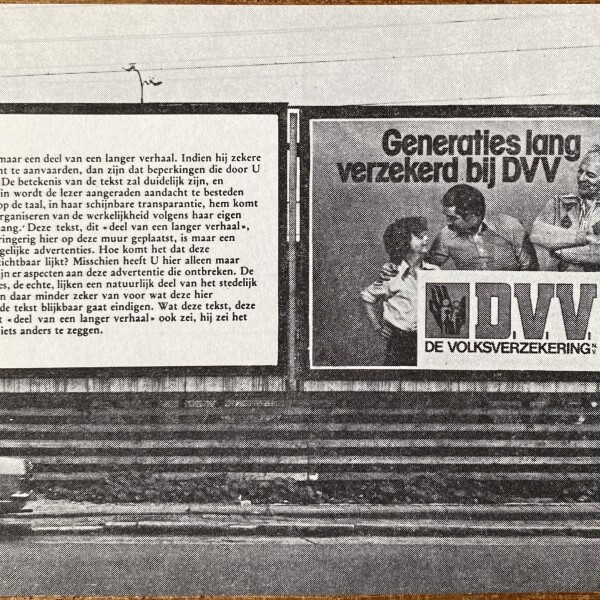 maar een deel van een langer verhaal. Indien hij zekere
nt te aanvaarden, dan zijn dat beperkingen die door U
De betekenis van de tekst zal duidelijk zijn, en
in wordt de lezer aangeraden aandacht te besteden
op de taal, in haar schijnbare transparantie, hem komt
rganiseren van de werkelijkheid volgens haar eigen
lang.' Deze tekst, dit «deel van een langer verhaal»,
ringerig hier op deze muur geplaatst, is maar een
gelijke advertenties. Hoe komt het dat deze
zichtbaar lijkt? Misschien heeft U hier alleen maar
ijn er aspecten aan deze advertentie die ontbreken. De
es, de echte, lijken een natuurlijk deel van het stedelijk
n daar minder zeker van voor wat deze hier
de tekst blijkbaar gaat eindigen. Wat deze tekst, deze
t «deel van een langer verhaal» ook zei, hij zei het
iets anders te zeggen.
Generaties lang
verzekerd bij DVV
D.V.V.
DE VOLKSVERZEKERING N.V.